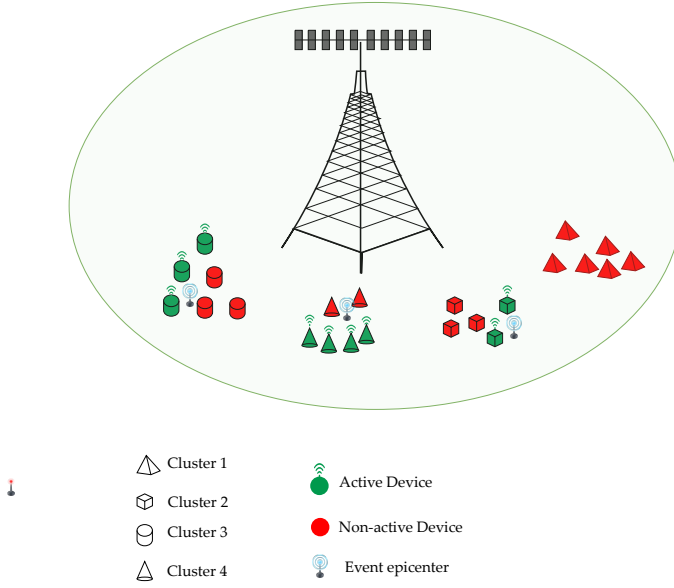 Cluster 1
Cluster 2
Cluster 3
Cluster 4
Active Device
Non-active Device
Event epicenter